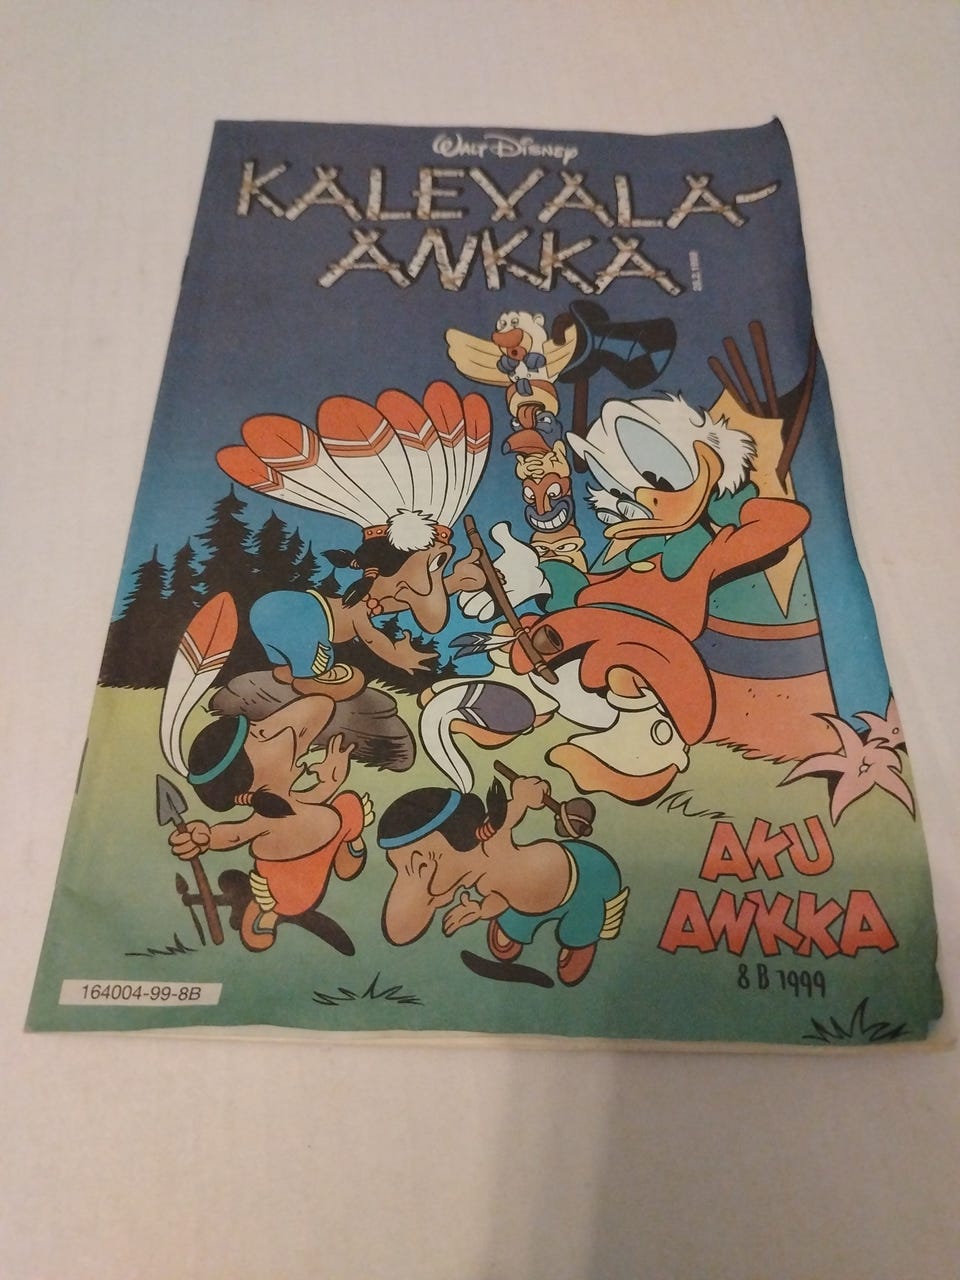 WALT DISNEY
KALEVALA-
ANKKA
AKU
ANKKA
8 B 1999
164004-99-8B